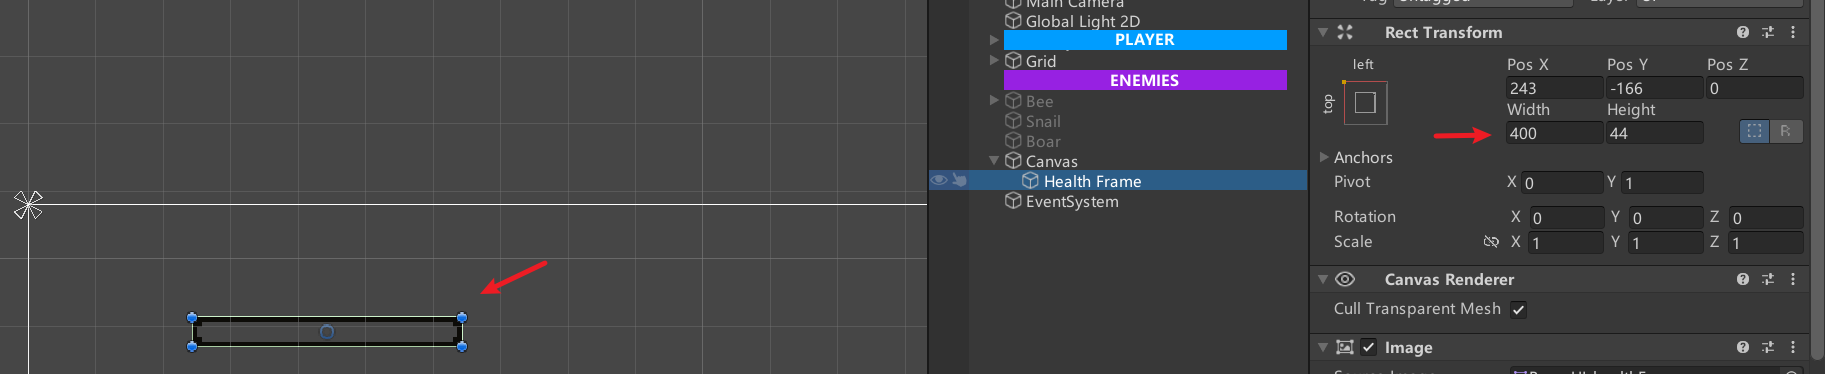 Main Camera
Global Light 2D
PLAYER
Grid
ENEMIES
Bee
Snail
Boar
Canvas
Health Frame
EventSystem
Rect Transform
left
top
Pos X Pos Y Pos Z
243 -166 0
Width Height
400 44
R
Anchors
Pivot X 0 Y 1
Rotation X 0 Y 0 Z 0
Scale X 1 Y 1 Z 1
Canvas Renderer
Cull Transparent Mesh
Image